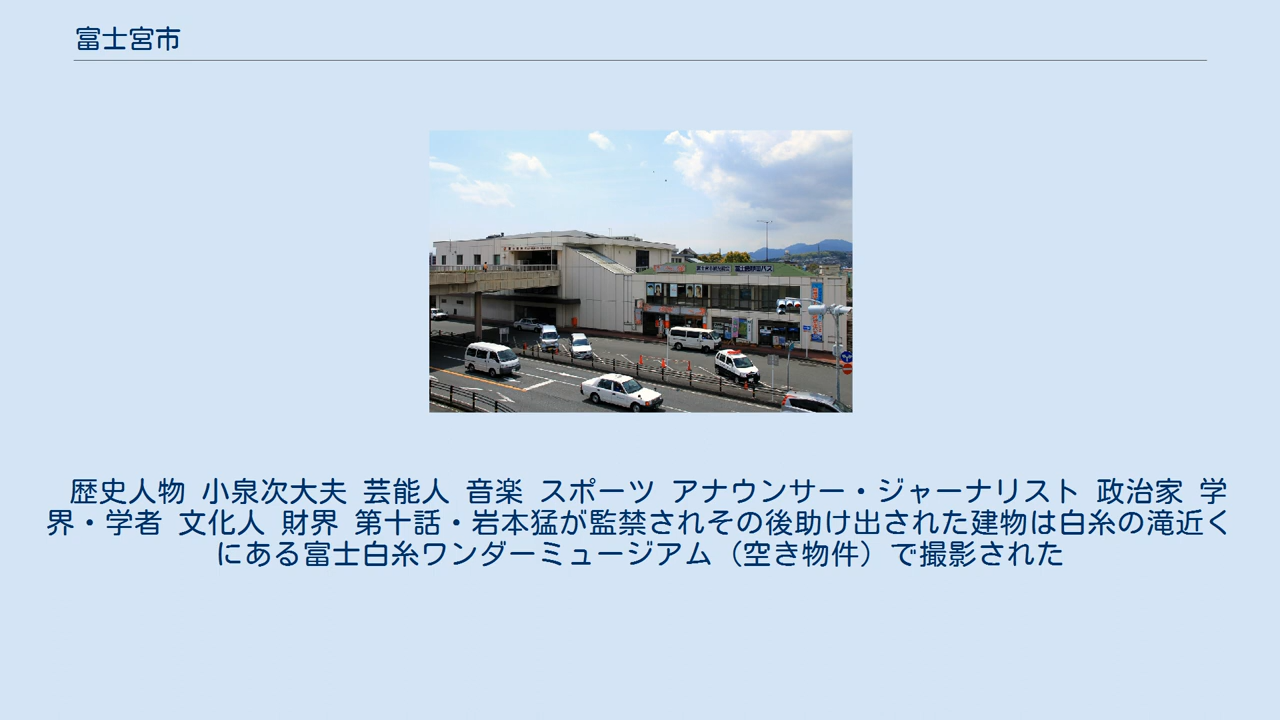 富士宮市
歴史人物 小泉次大夫 芸能人 音楽 スポーツ アナウンサー・ジャーナリスト 政治家 学
界・学者 文化人 財界 第十話・岩本猛が監禁されその後助け出された建物は白糸の滝近く
にある富士白糸ワンダーミュージアム（空き物件）で撮影された